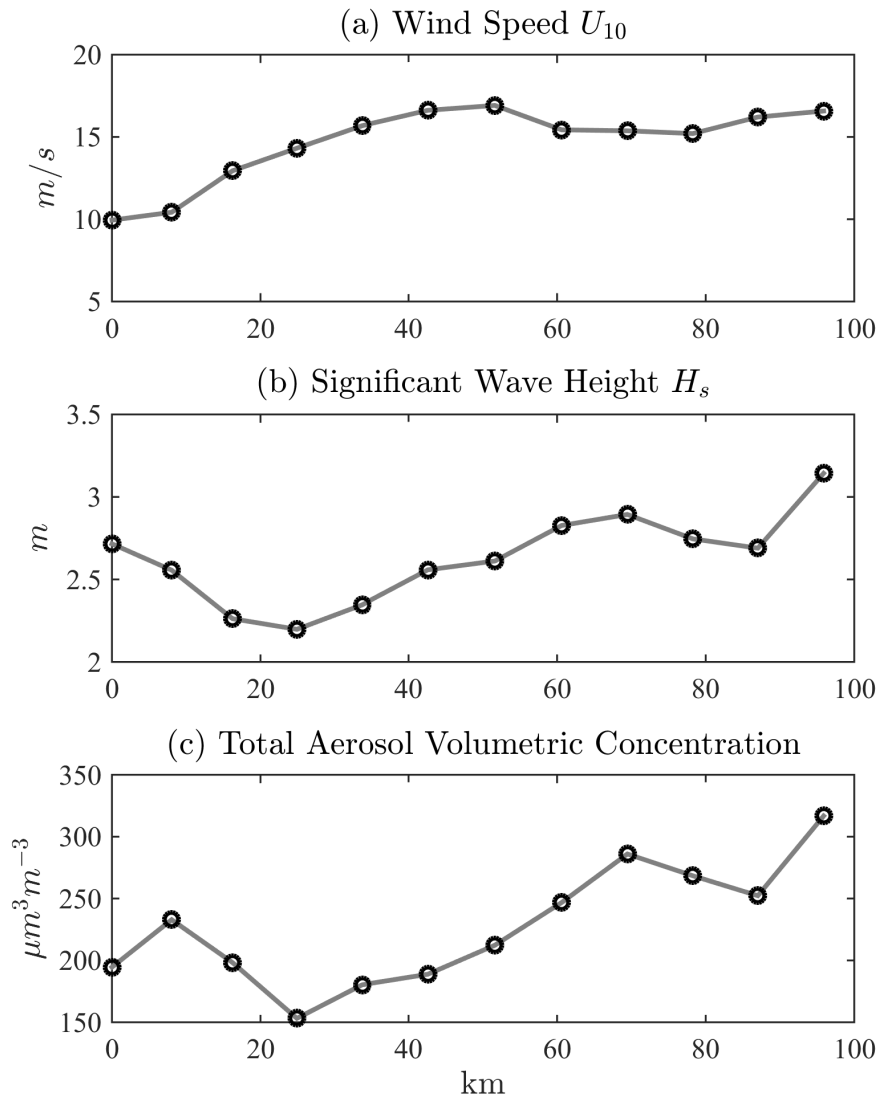 (a) Wind Speed U₁₀
20
15
10
5
m/s
0 20 40 60 80 100
(b) Significant Wave Height Hₛ
3.5
3
2.5
2
m
0 20 40 60 80 100
(c) Total Aerosol Volumetric Concentration
350
300
250
200
150
μm³m⁻³
0 20 40 60 80 100
km